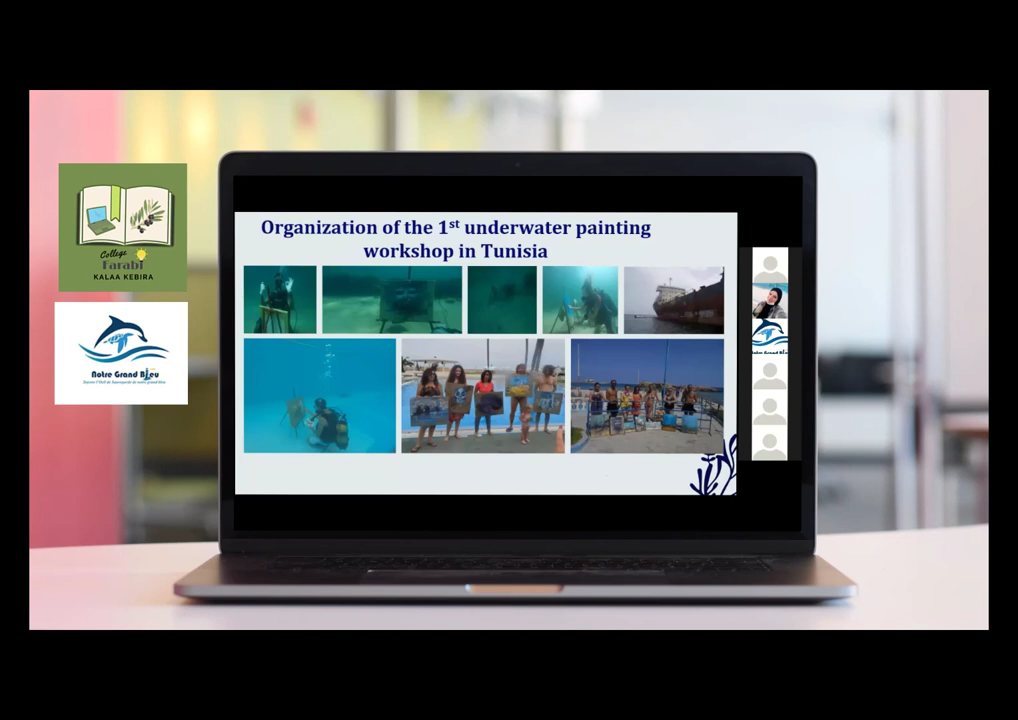 College
Farabi
KALAA KEBIRA
Notre Grand Bleu
Organization of the 1st underwater painting
workshop in Tunisia